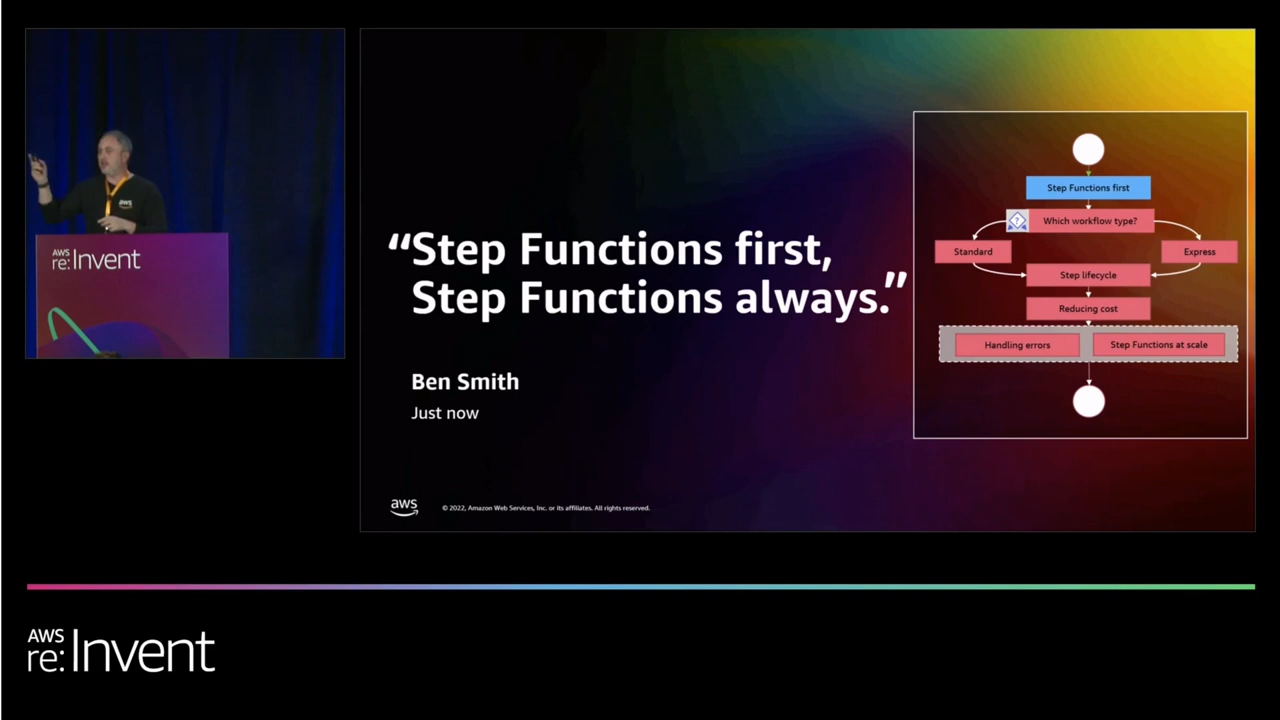 aws
AWS
re:Invent
“Step Functions first,
Step Functions always.”
Ben Smith
Just now
Step Functions first
?
Which workflow type?
Standard
Express
Step lifecycle
Reducing cost
Handling errors
Step Functions at scale
aws
© 2022, Amazon Web Services, Inc. or its affiliates. All rights reserved.
AWS
re:Invent